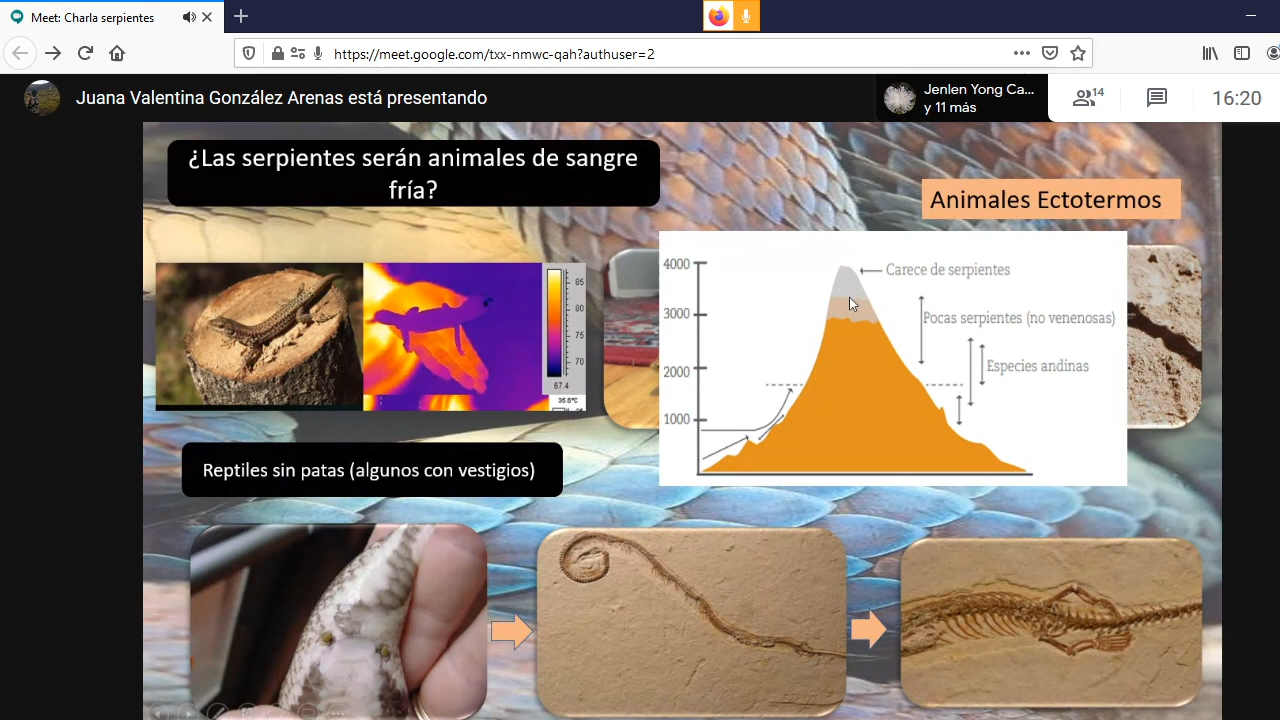 Meet: Charla serpientes
https://meet.google.com/txx-nmwc-qah?authuser=2
Juana Valentina González Arenas está presentando
Jenlen Yong Ca...
y 11 más
14
16:20
¿Las serpientes serán animales de sangre
fría?
Animales Ectotermos
85
80
75
70
67.4
36.6°C
4000
3000
2000
1000
Carece de serpientes
Pocas serpientes (no venenosas)
Especies andinas
Reptiles sin patas (algunos con vestigios)